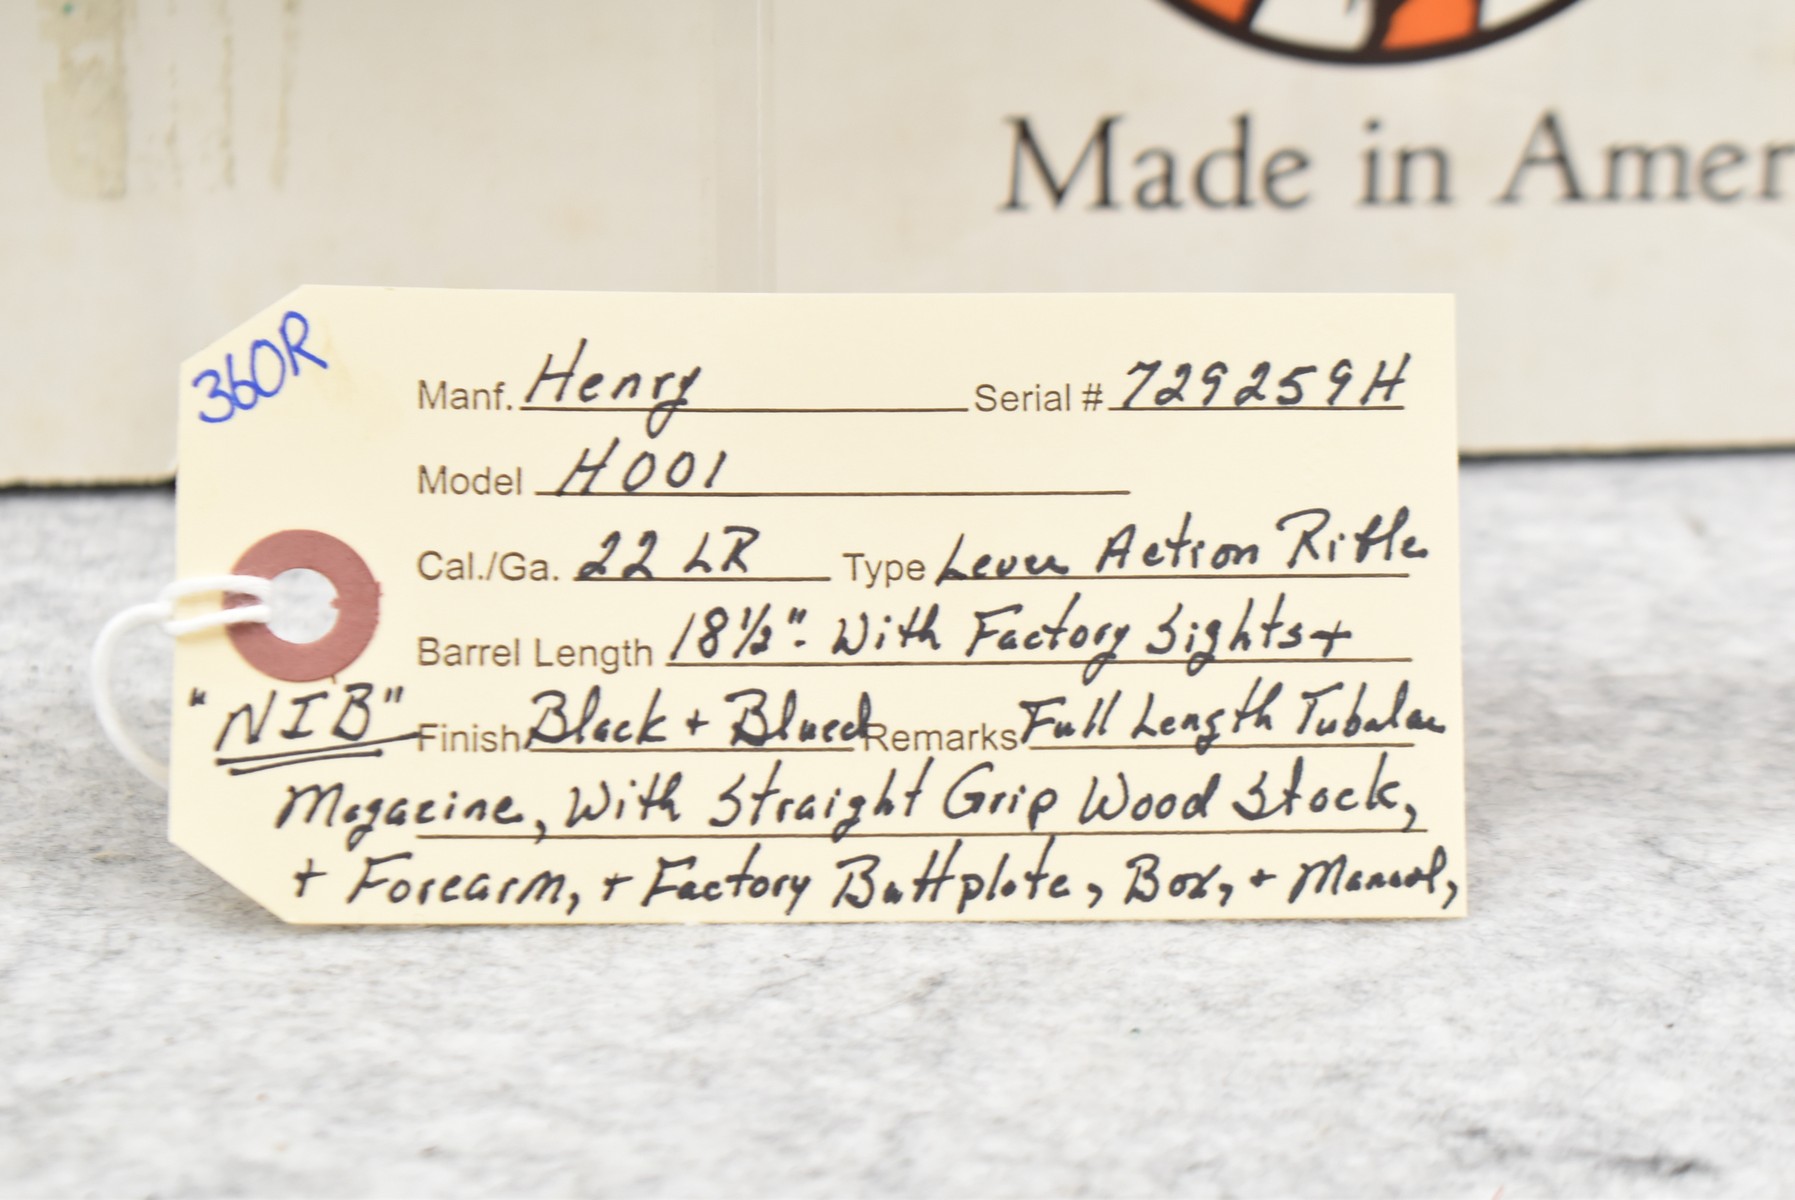 Made in Amer
360R
Manf. Henry Serial # 729259H
Model H001
Cal./Ga. 22 LR Type Lever Action Rifle
Barrel Length 18½". With Factory Sights +
"NIB" Finish Black + Blued Remarks Full Length Tubular
Magazine, With Straight Grip Wood Stock,
+ Forearm, + Factory Buttplate, Box, + Manual,